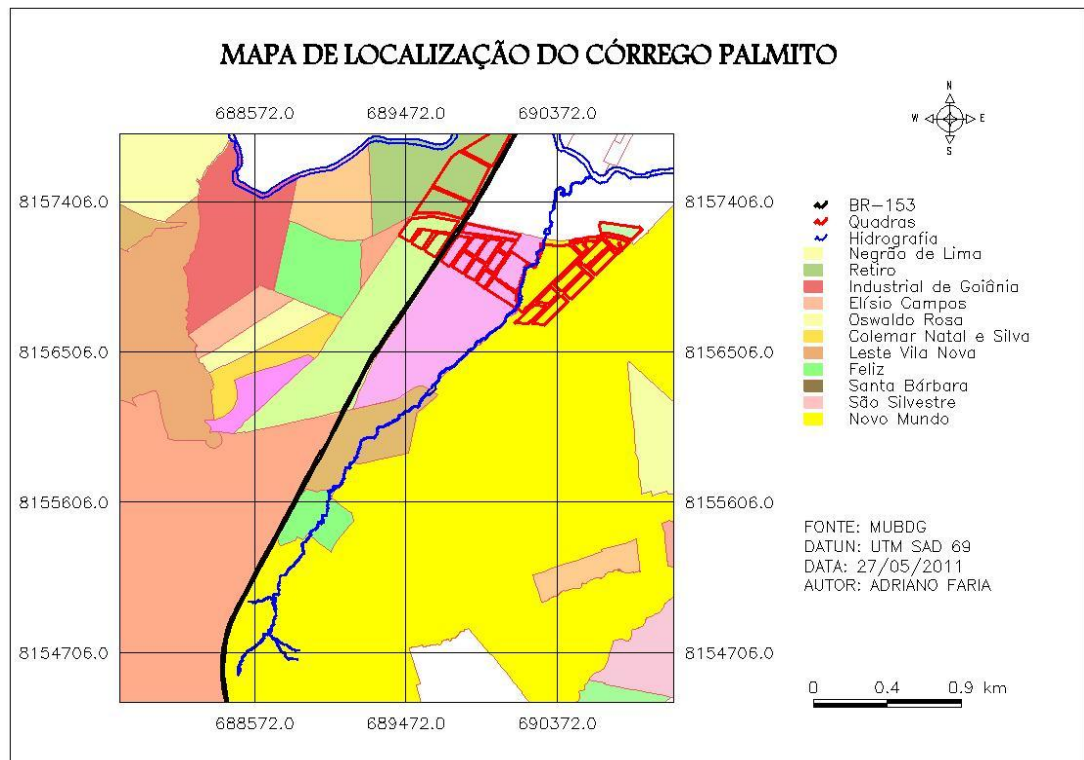 MAPA DE LOCALIZAÇÃO DO CÓRREGO PALMITO
N
W E
S
688572.0 689472.0 690372.0
8157406.0 8157406.0
8156506.0 8156506.0
8155606.0 8155606.0
8154706.0 8154706.0
688572.0 689472.0 690372.0
BR-153
Quadras
Hidrografia
Negrão de Lima
Retiro
Industrial de Goiânia
Elísio Campos
Oswaldo Rosa
Colemar Natal e Silva
Leste Vila Nova
Feliz
Santa Bárbara
São Silvestre
Novo Mundo
FONTE: MUBDG
DATUN: UTM SAD 69
DATA: 27/05/2011
AUTOR: ADRIANO FARIA
0 0.4 0.9 km